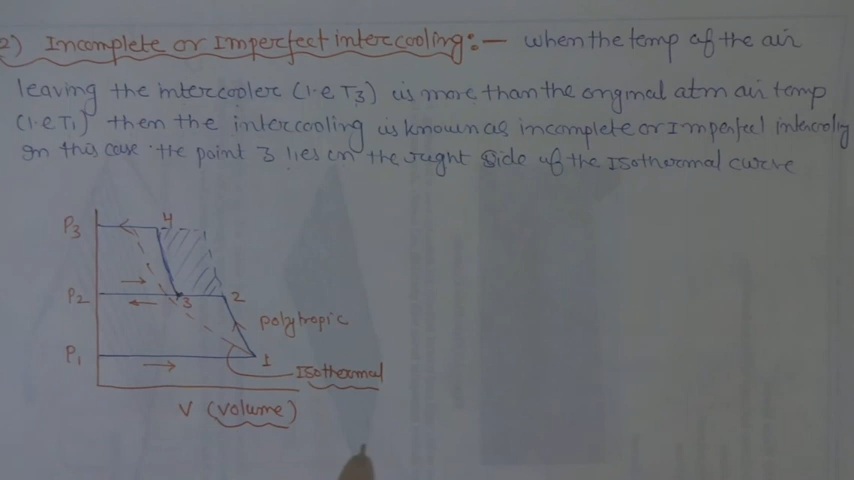 2) Incomplete or Imperfect intercooling:- when the temp of the air
leaving the intercooler (i.e T3) is more than the original atm air temp
(i.e T1) then the intercooling is known as incomplete or Imperfect intercooling
In this case the point 3 lies on the right side of the Isothermal curve
P3
4
P2
3
2
polytropic
P1
1
Isothermal
V (volume)